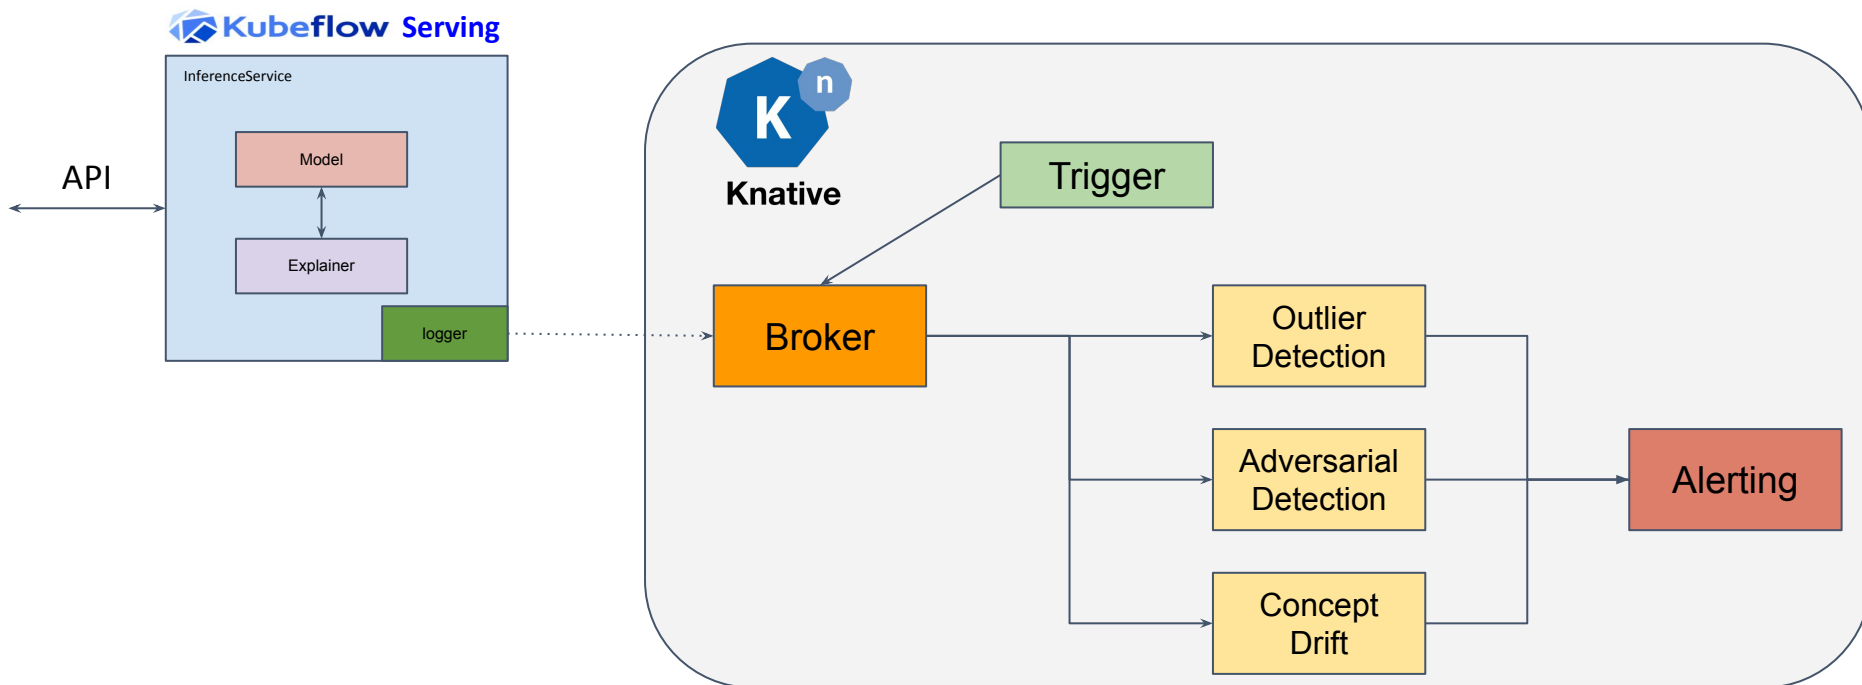 Kubeflow Serving
InferenceService
Model
API
Explainer
logger
K
n
Knative
Trigger
Broker
Outlier
Detection
Adversarial
Detection
Concept
Drift
Alerting